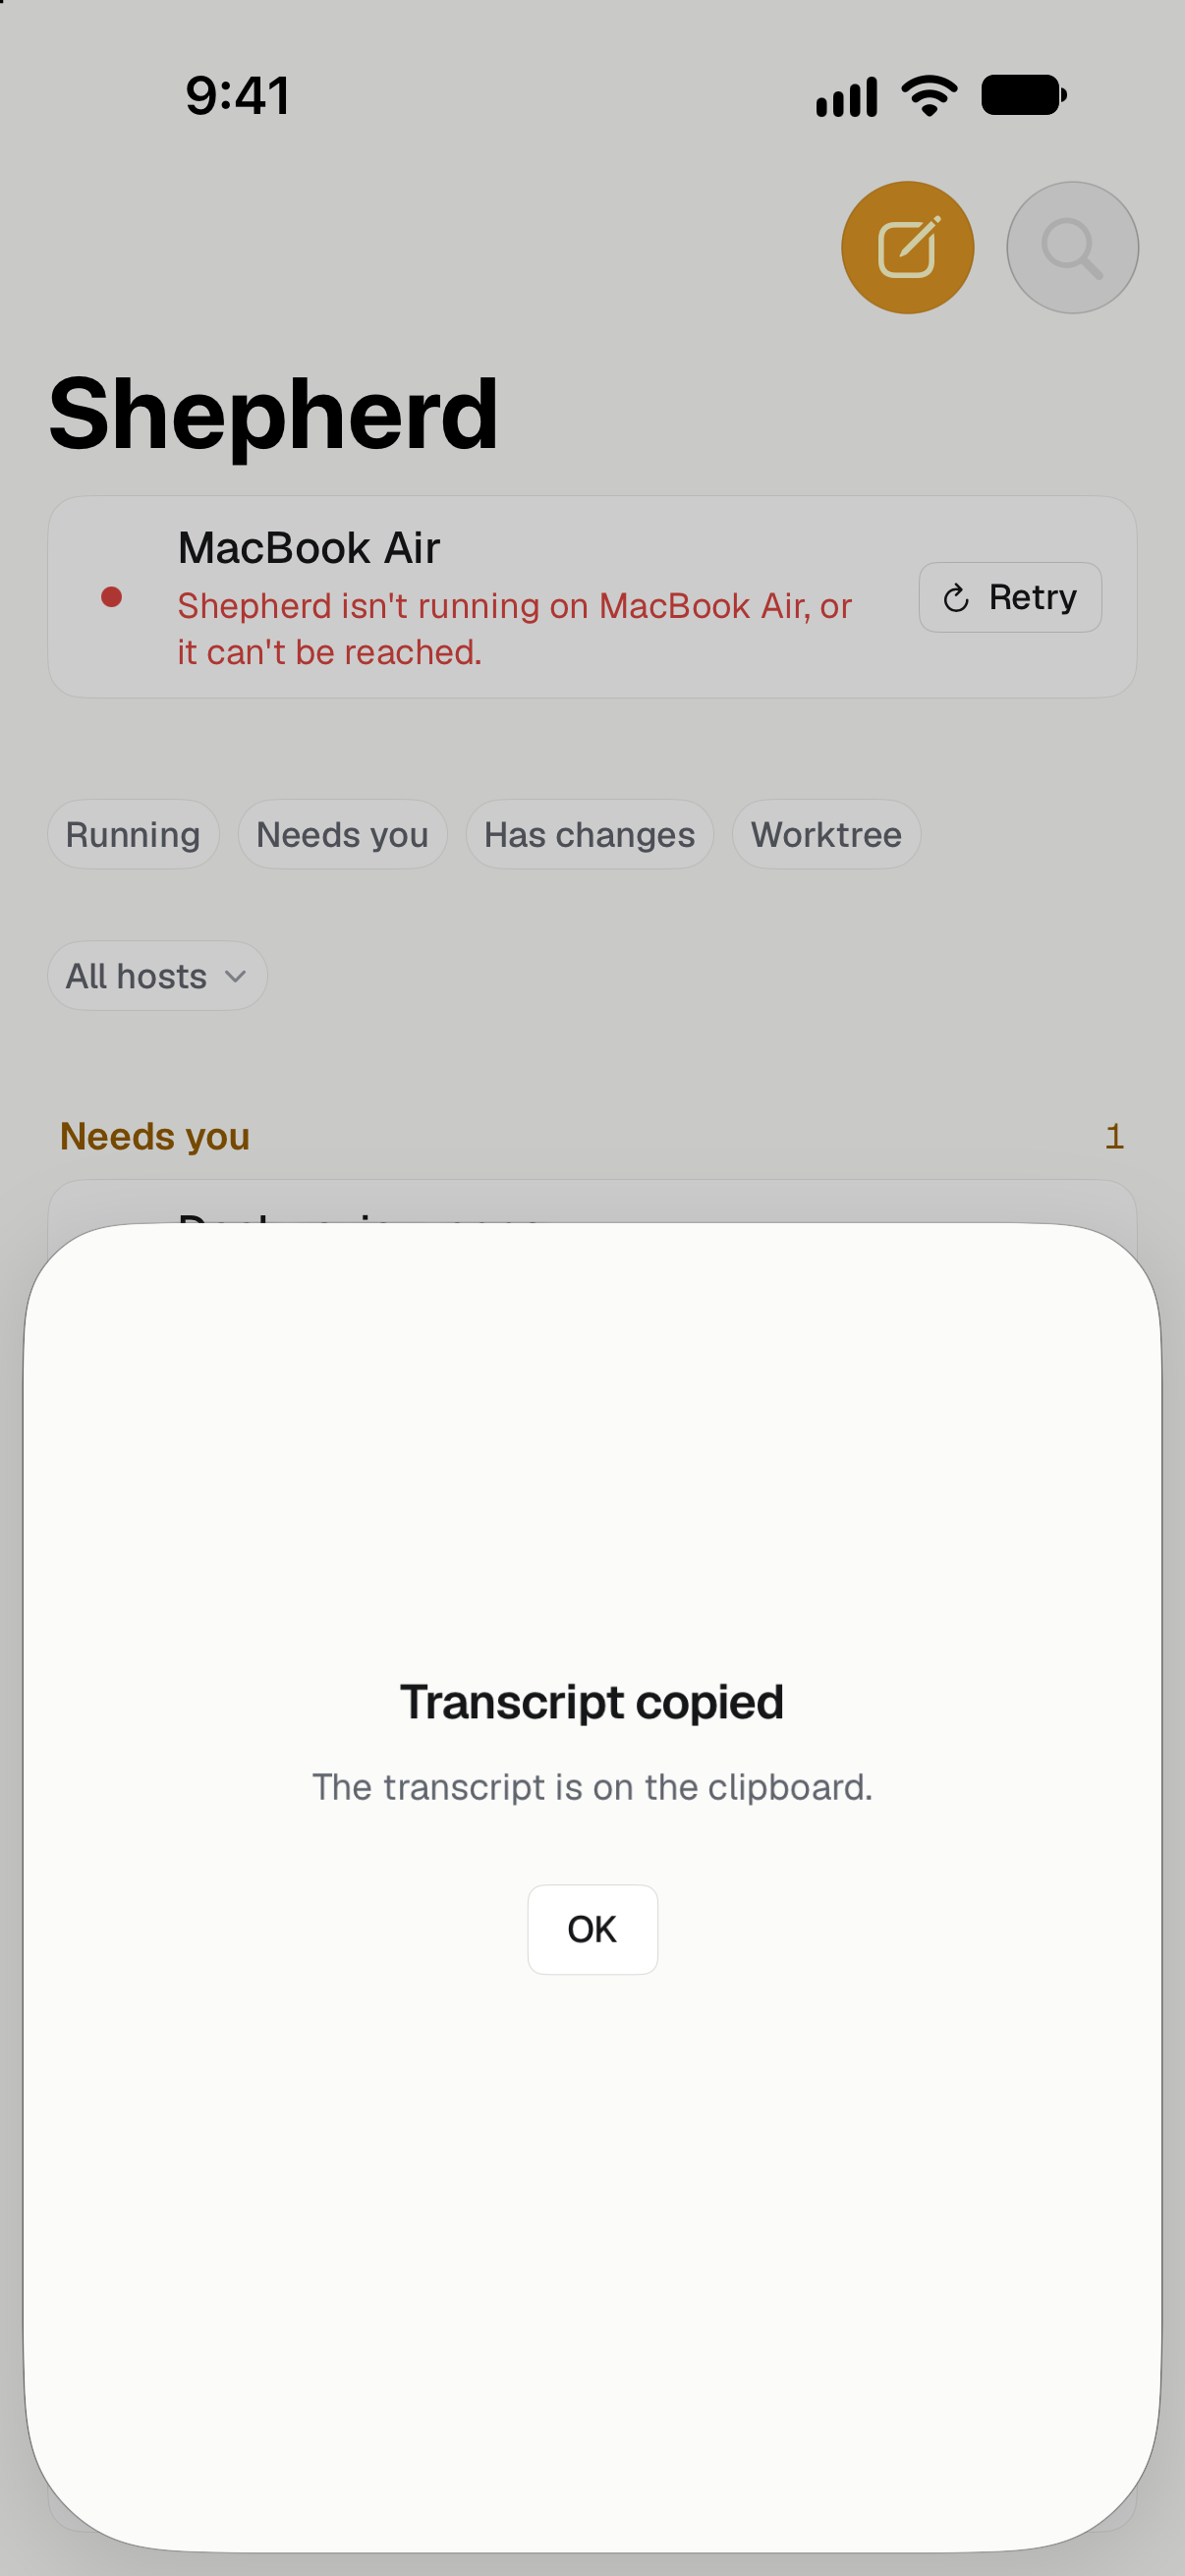 9:41
Shepherd
MacBook Air
Shepherd isn't running on MacBook Air, or
it can't be reached.
Retry
Running
Needs you
Has changes
Worktree
All hosts
Needs you
1
Transcript copied
The transcript is on the clipboard.
OK